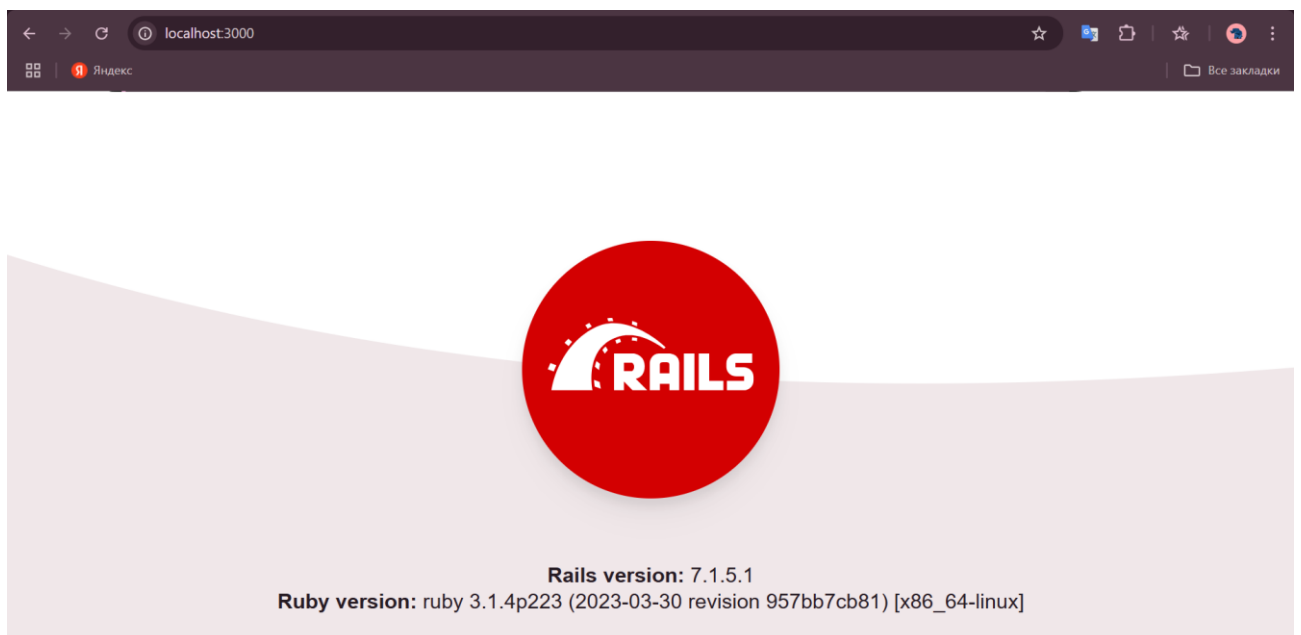 localhost:3000
Я Яндекс
Все закладки
RAILS
Rails version: 7.1.5.1
Ruby version: ruby 3.1.4p223 (2023-03-30 revision 957bb7cb81) [x86_64-linux]